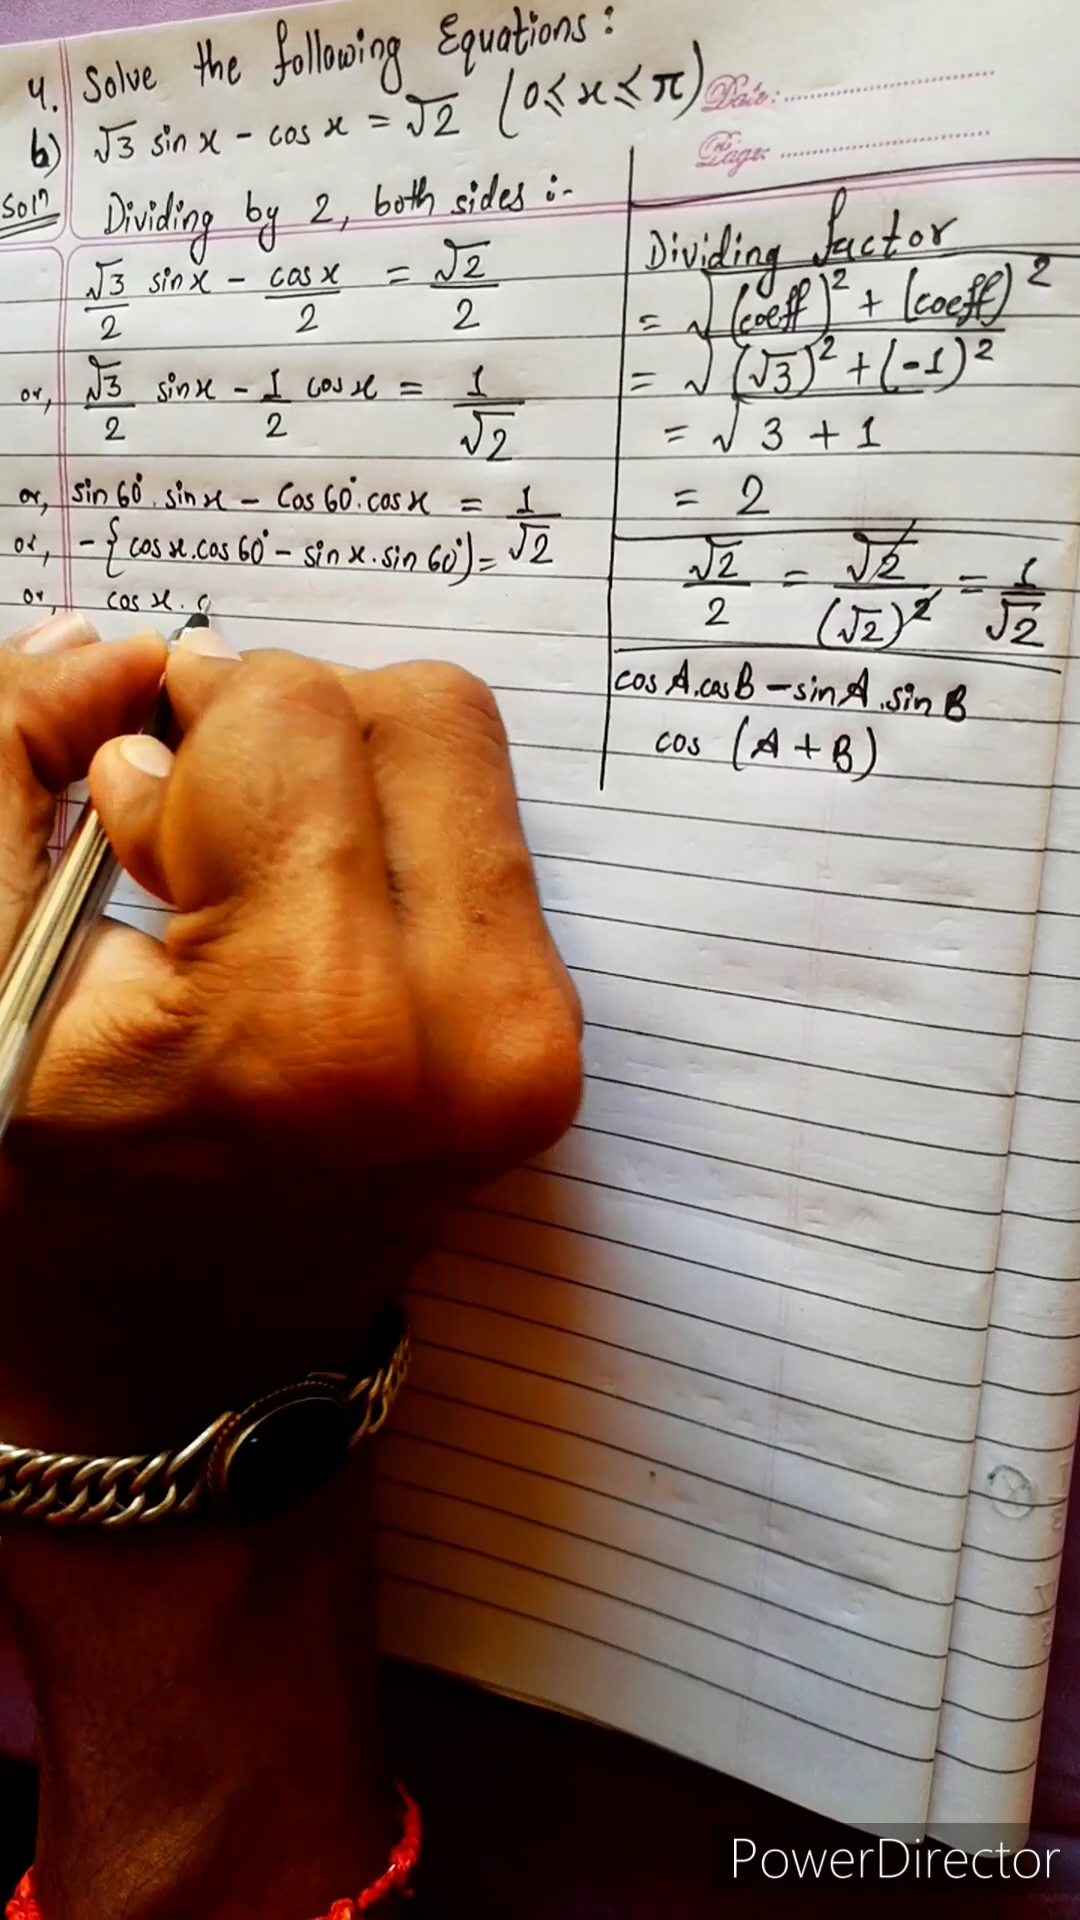 4. Solve the following Equations:
b) √3 sin x - cos x = √2 (0 ≤ x ≤ π)
Date:
Page:
Soln Dividing by 2, both sides :-
√3/2 sin x - cos x/2 = √2/2
or, √3/2 sin x - 1/2 cos x = 1/√2
or, sin 60°. sin x - Cos 60°. cos x = 1/√2
or, - {cos x. cos 60° - sin x. sin 60°} =
or, cos x. c
Dividing factor
= √(coeff)² + (coeff)²
= √(√3)² + (-1)²
= √3 + 1
= 2
√2/2 = √2/(√2)² = 1/√2
cos A. cos B - sin A. sin B
cos (A + B)
PowerDirector